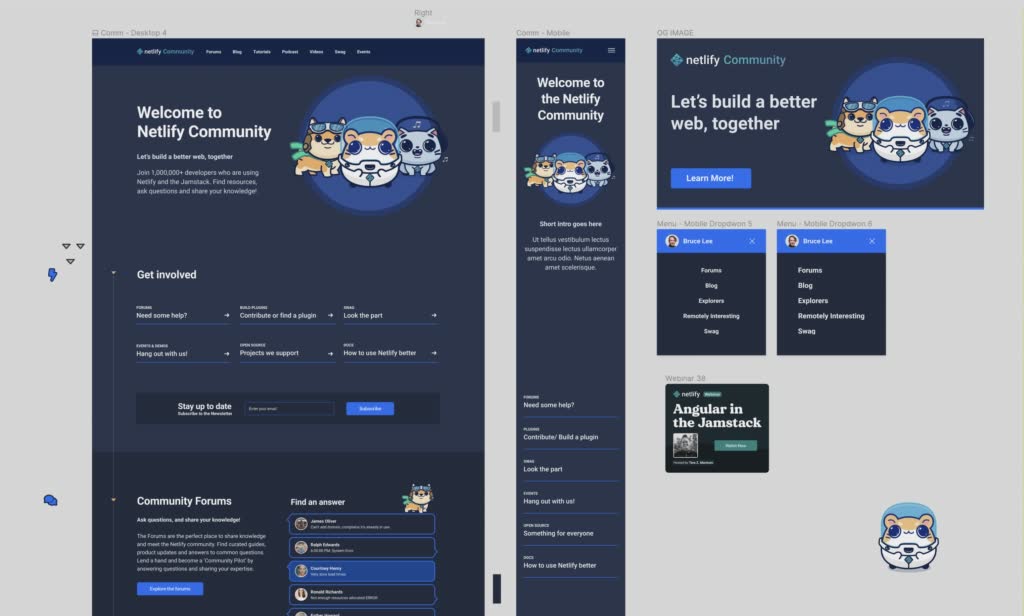 Right
Comm - Desktop 4
netlify Community
Forums
Blog
Tutorials
Podcast
Videos
Swag
Events
Welcome to
Netlify Community
Let's build a better web, together
Join 1,000,000+ developers who are using
Netlify and the Jamstack. Find resources,
ask questions and share your knowledge!
Get involved
FORUMS
Need some help?
BUILD PLUGINS
Contribute or find a plugin
SWAG
Look the part
EVENTS & DEMOS
Hang out with us!
OPEN SOURCE
Projects we support
DOCS
How to use Netlify better
Stay up to date
Subscribe to the Newsletter
Enter your email
Subscribe
Community Forums
Ask questions, and share your knowledge!
The Forums are the perfect place to share knowledge
and meet the Netlify community. Find curated guides,
product updates and answers to common questions.
Lend a hand and become a 'Community Pilot' by
answering questions and sharing your expertise.
Explore the forums
Find an answer
James Oliver
Ralph Edwards
Courtney Henry
Very slow load times
Ronald Richards
Not enough resources allocated ERROR!
Comm - Mobile
netlify Community
Welcome to
the Netlify
Community
Short intro goes here
Ut tellus vestibulum lectus
suspendisse lectus ullamcorper
amet arcu odio. Netus aenean
amet scelerisque.
FORUMS
Need some help?
PLUGINS
Contribute/ Build a plugin
SWAG
Look the part
EVENTS
Hang out with us!
OPEN SOURCE
Something for everyone
DOCS
How to use Netlify better
OG IMAGE
netlify Community
Let's build a better
web, together
Learn More!
Menu - Mobile Dropdwon 5
Bruce Lee
Forums
Blog
Explorers
Remotely Interesting
Swag
Menu - Mobile Dropdwon 6
Bruce Lee
Forums
Blog
Explorers
Remotely Interesting
Swag
Webinar 38
netlify
Webinar
Angular in
the Jamstack
Watch Now